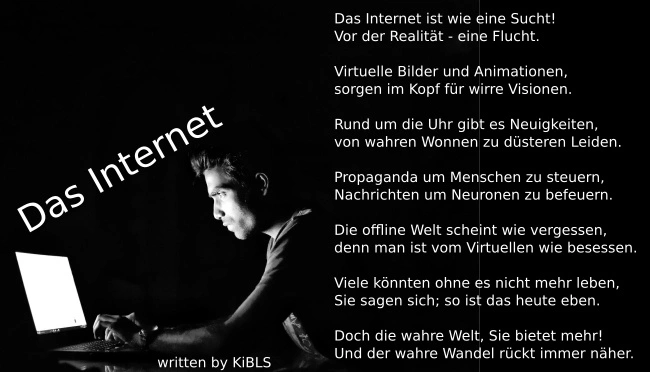 Das Internet
written by KiBLS
Das Internet ist wie eine Sucht!
Vor der Realität - eine Flucht.
Virtuelle Bilder und Animationen,
sorgen im Kopf für wirre Visionen.
Rund um die Uhr gibt es Neuigkeiten,
von wahren Wonnen zu düsteren Leiden.
Propaganda um Menschen zu steuern,
Nachrichten um Neuronen zu befeuern.
Die offline Welt scheint wie vergessen,
denn man ist vom Virtuellen wie besessen.
Viele könnten ohne es nicht mehr leben,
Sie sagen sich; so ist das heute eben.
Doch die wahre Welt, Sie bietet mehr!
Und der wahre Wandel rückt immer näher.